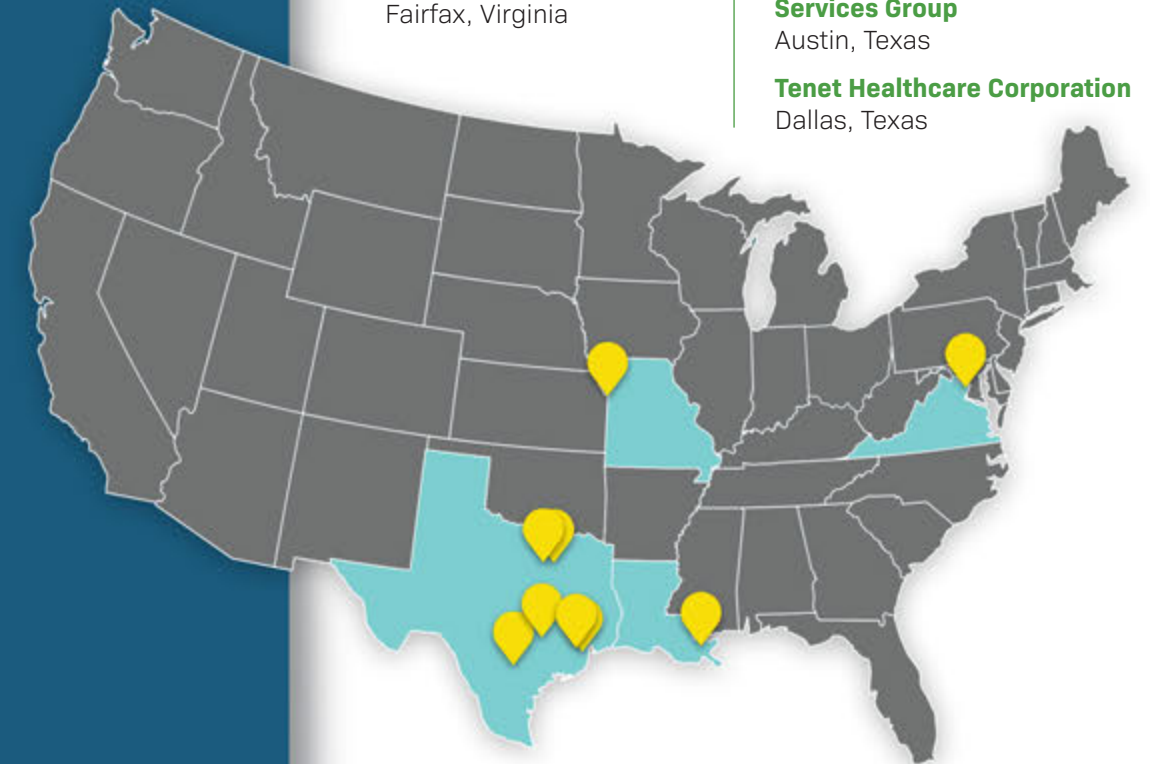 Fairfax, Virginia
Services Group
Austin, Texas
Tenet Healthcare Corporation
Dallas, Texas